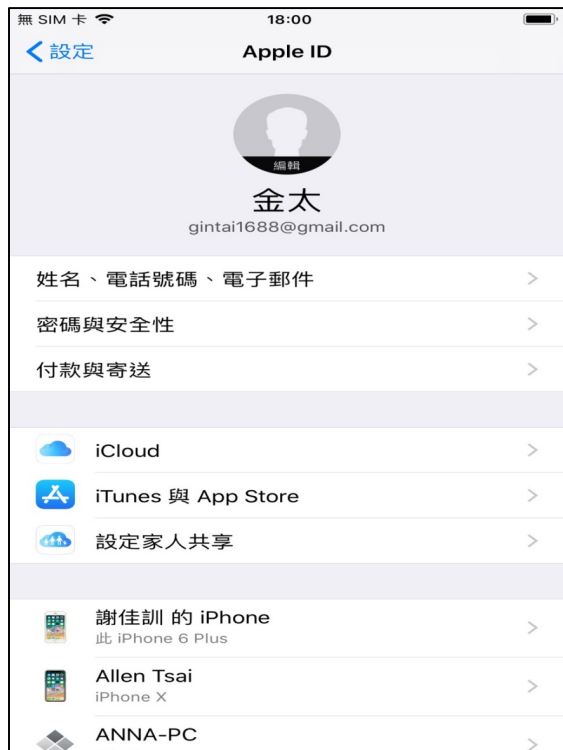 無 SIM 卡 18:00
設定 Apple ID
編輯
金太
gintai1688@gmail.com
姓名、電話號碼、電子郵件
密碼與安全性
付款與寄送
iCloud
iTunes 與 App Store
設定家人共享
謝佳訓 的 iPhone
此 iPhone 6 Plus
Allen Tsai
iPhone X
ANNA-PC